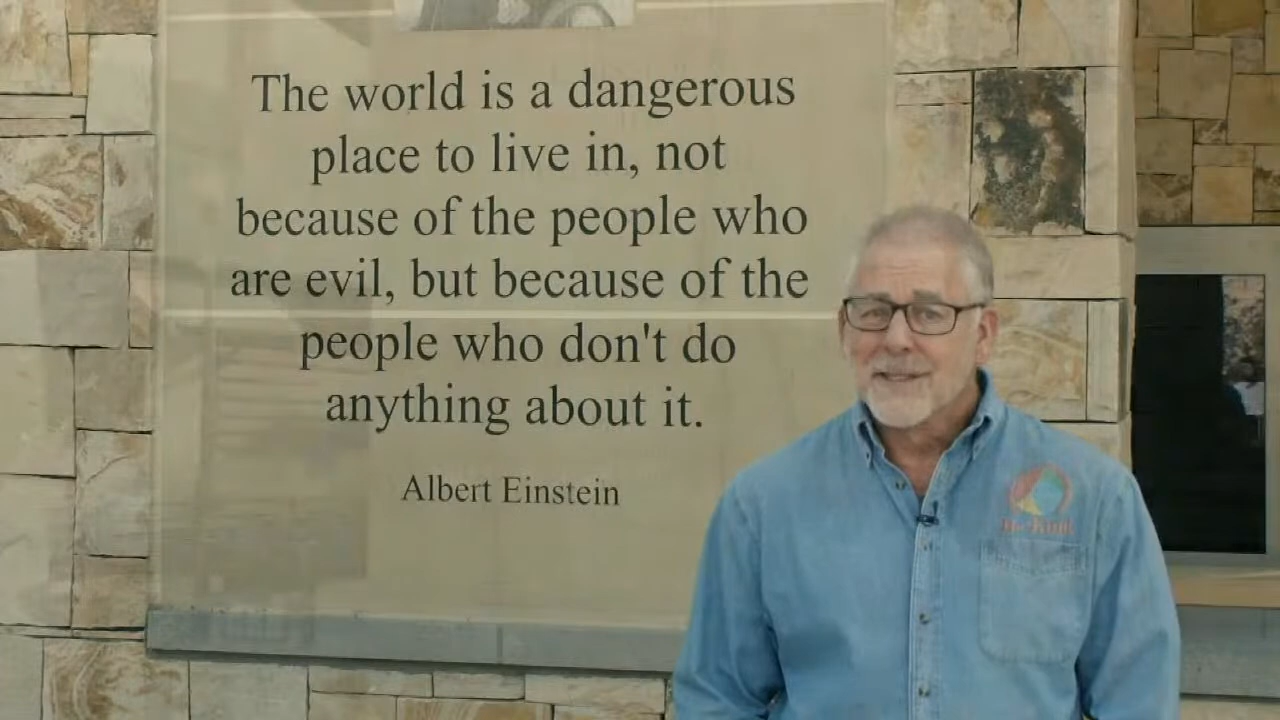 The world is a dangerous
place to live in, not
because of the people who
are evil, but because of the
people who don't do
anything about it.
Albert Einstein